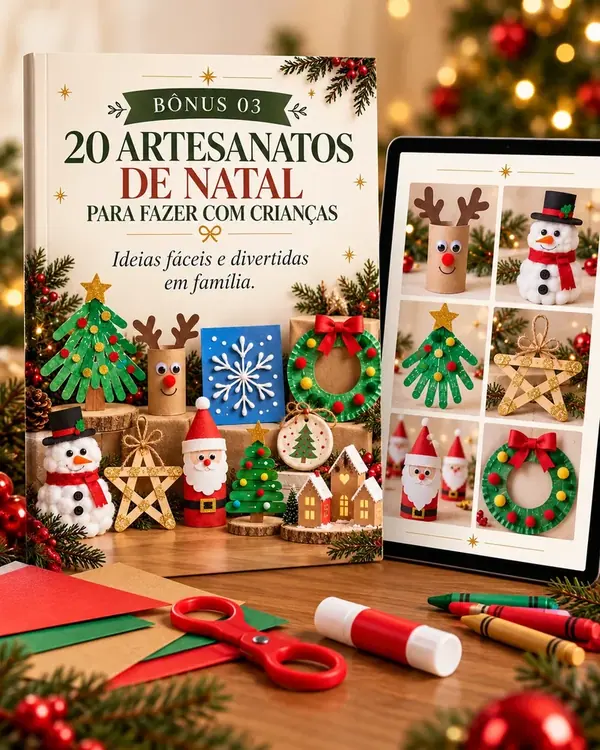 BÔNUS 03
20 ARTESANATOS
DE NATAL
PARA FAZER COM CRIANÇAS
Ideias fáceis e divertidas
em família.